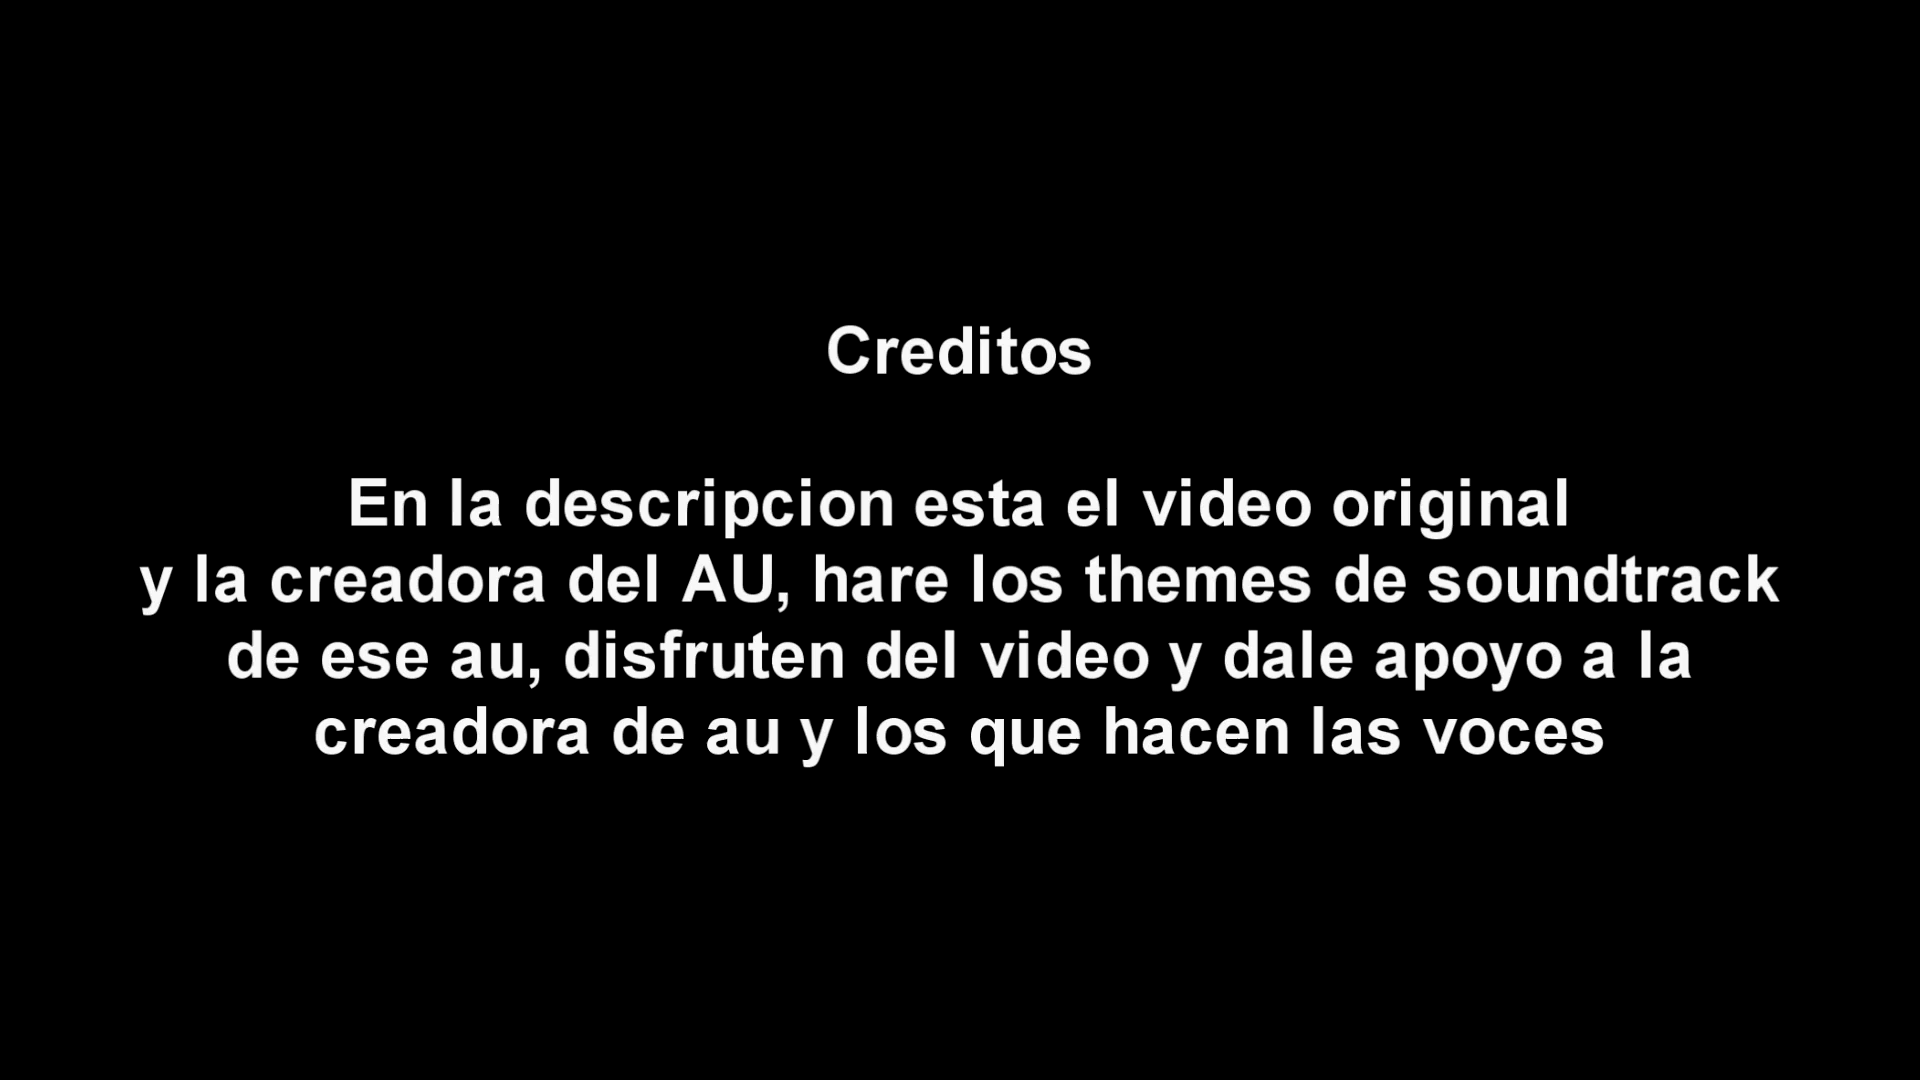 Creditos
En la descripcion esta el video original
y la creadora del AU, hare los themes de soundtrack
de ese au, disfruten del video y dale apoyo a la
creadora de au y los que hacen las voces